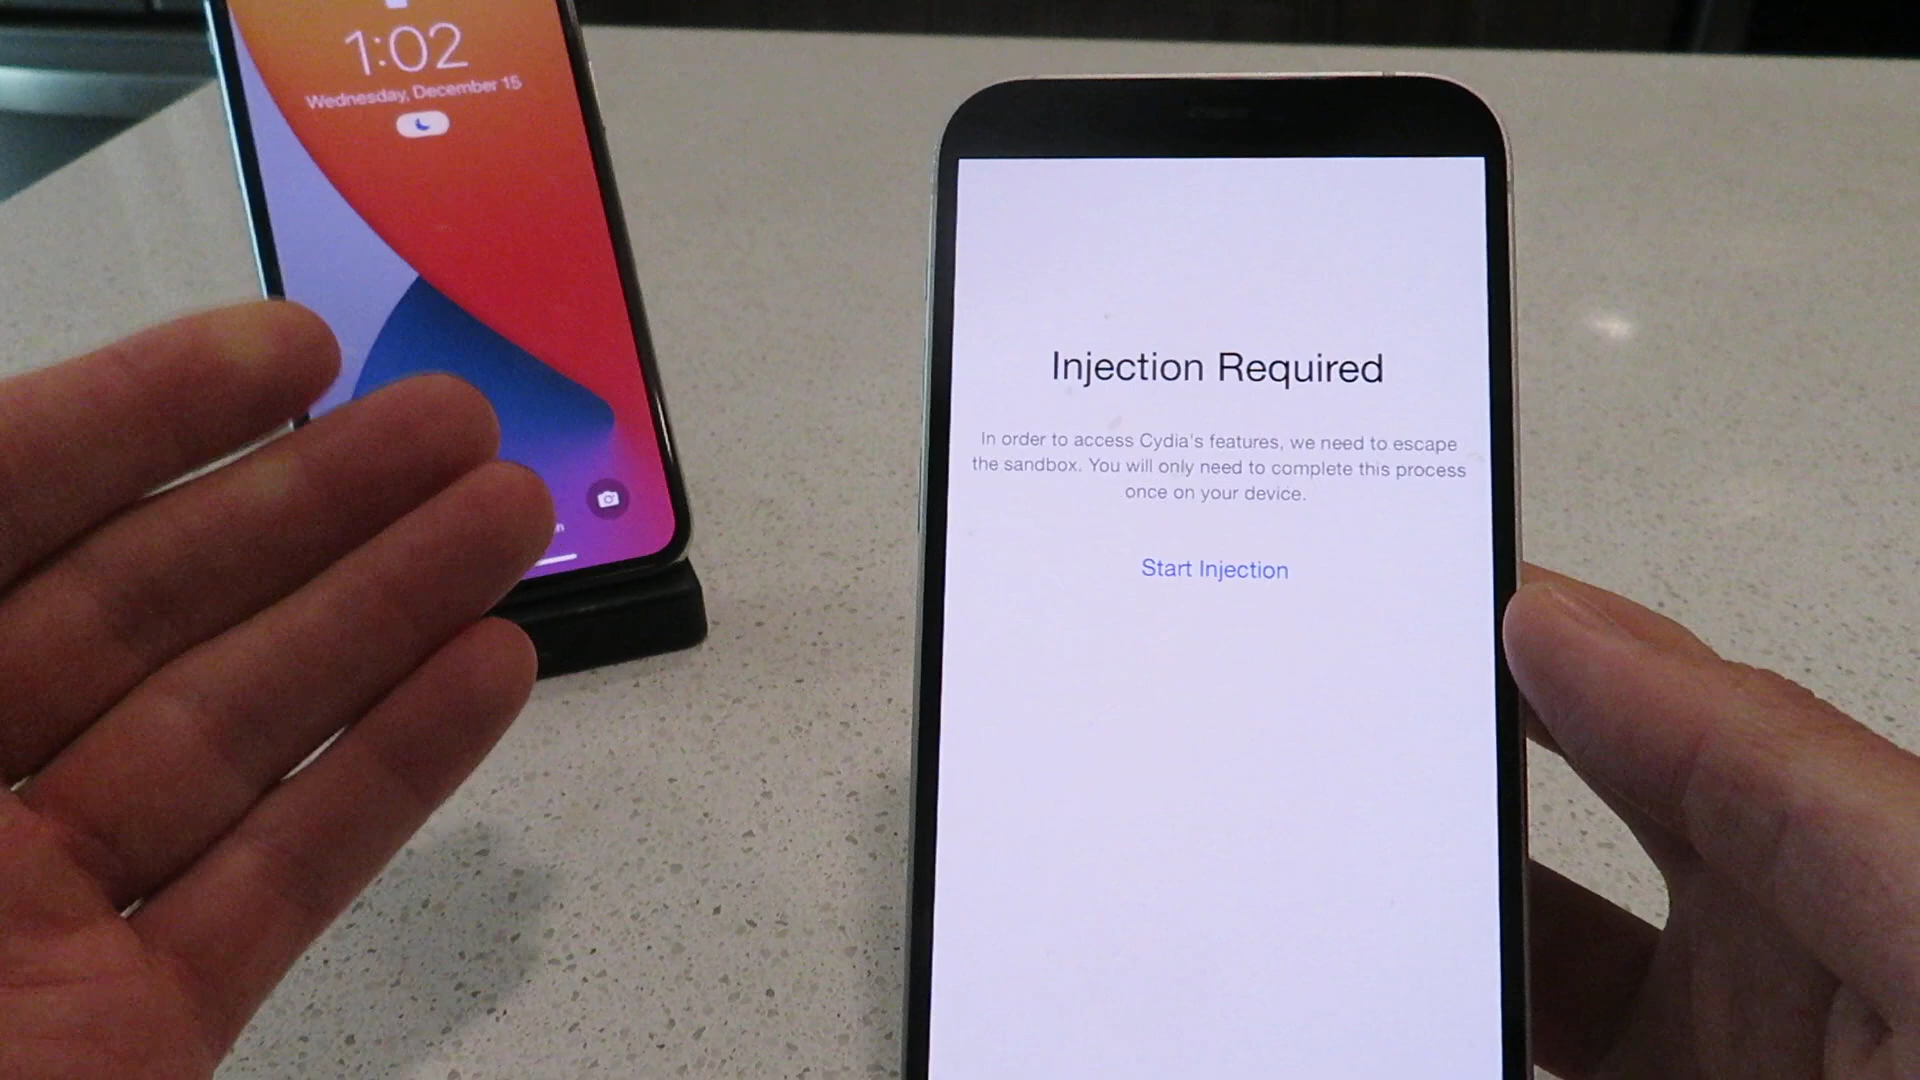 1:02
Wednesday, December 15
Injection Required
In order to access Cydia's features, we need to escape
the sandbox. You will only need to complete this process
once on your device.
Start Injection